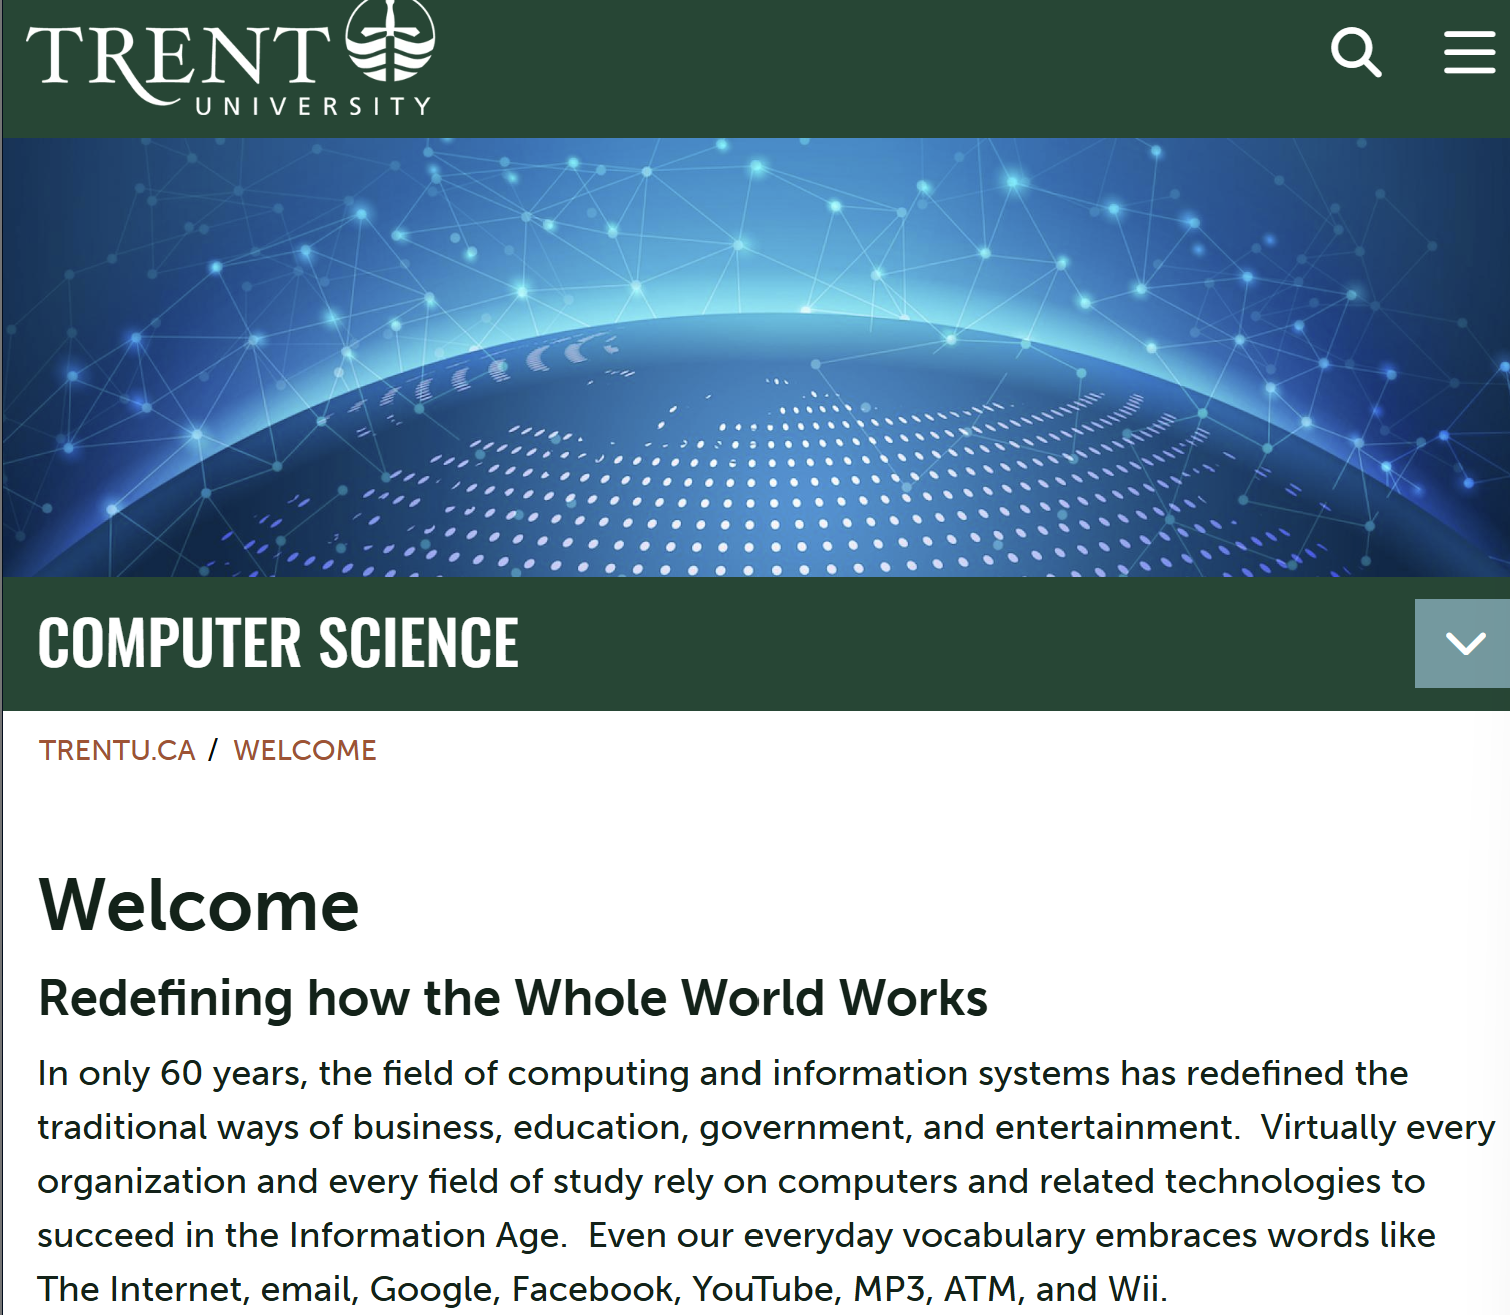 TRENT
UNIVERSITY
COMPUTER SCIENCE
TRENTU.CA / WELCOME
Welcome
Redefining how the Whole World Works
In only 60 years, the field of computing and information systems has redefined the
traditional ways of business, education, government, and entertainment.  Virtually every
organization and every field of study rely on computers and related technologies to
succeed in the Information Age.  Even our everyday vocabulary embraces words like
The Internet, email, Google, Facebook, YouTube, MP3, ATM, and Wii.